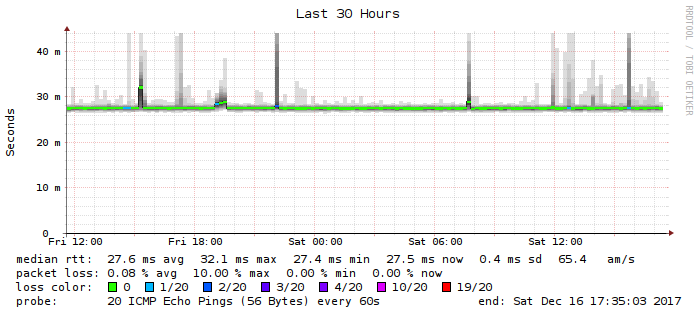 Last 30 Hours
RRDTOOL / TOBI OETIKER
Seconds
40 m
30 m
20 m
10 m
0
Fri 12:00 Fri 18:00 Sat 00:00 Sat 06:00 Sat 12:00
median rtt: 27.6 ms avg 32.1 ms max 27.4 ms min 27.5 ms now 0.4 ms sd 65.4 am/s
packet loss: 0.08 % avg 10.00 % max 0.00 % min 0.00 % now
loss color: 0 1/20 2/20 3/20 4/20 10/20 19/20
probe: 20 ICMP Echo Pings (56 Bytes) every 60s end: Sat Dec 16 17:35:03 2017